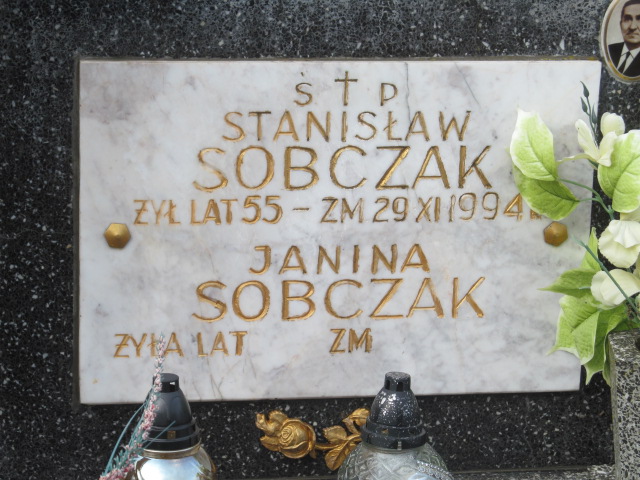 Ś † P
STANISŁAW
SOBCZAK
ŻYŁ LAT 55 – ZM 29 XI 1994
JANINA
SOBCZAK
ŻYŁA LAT ZM